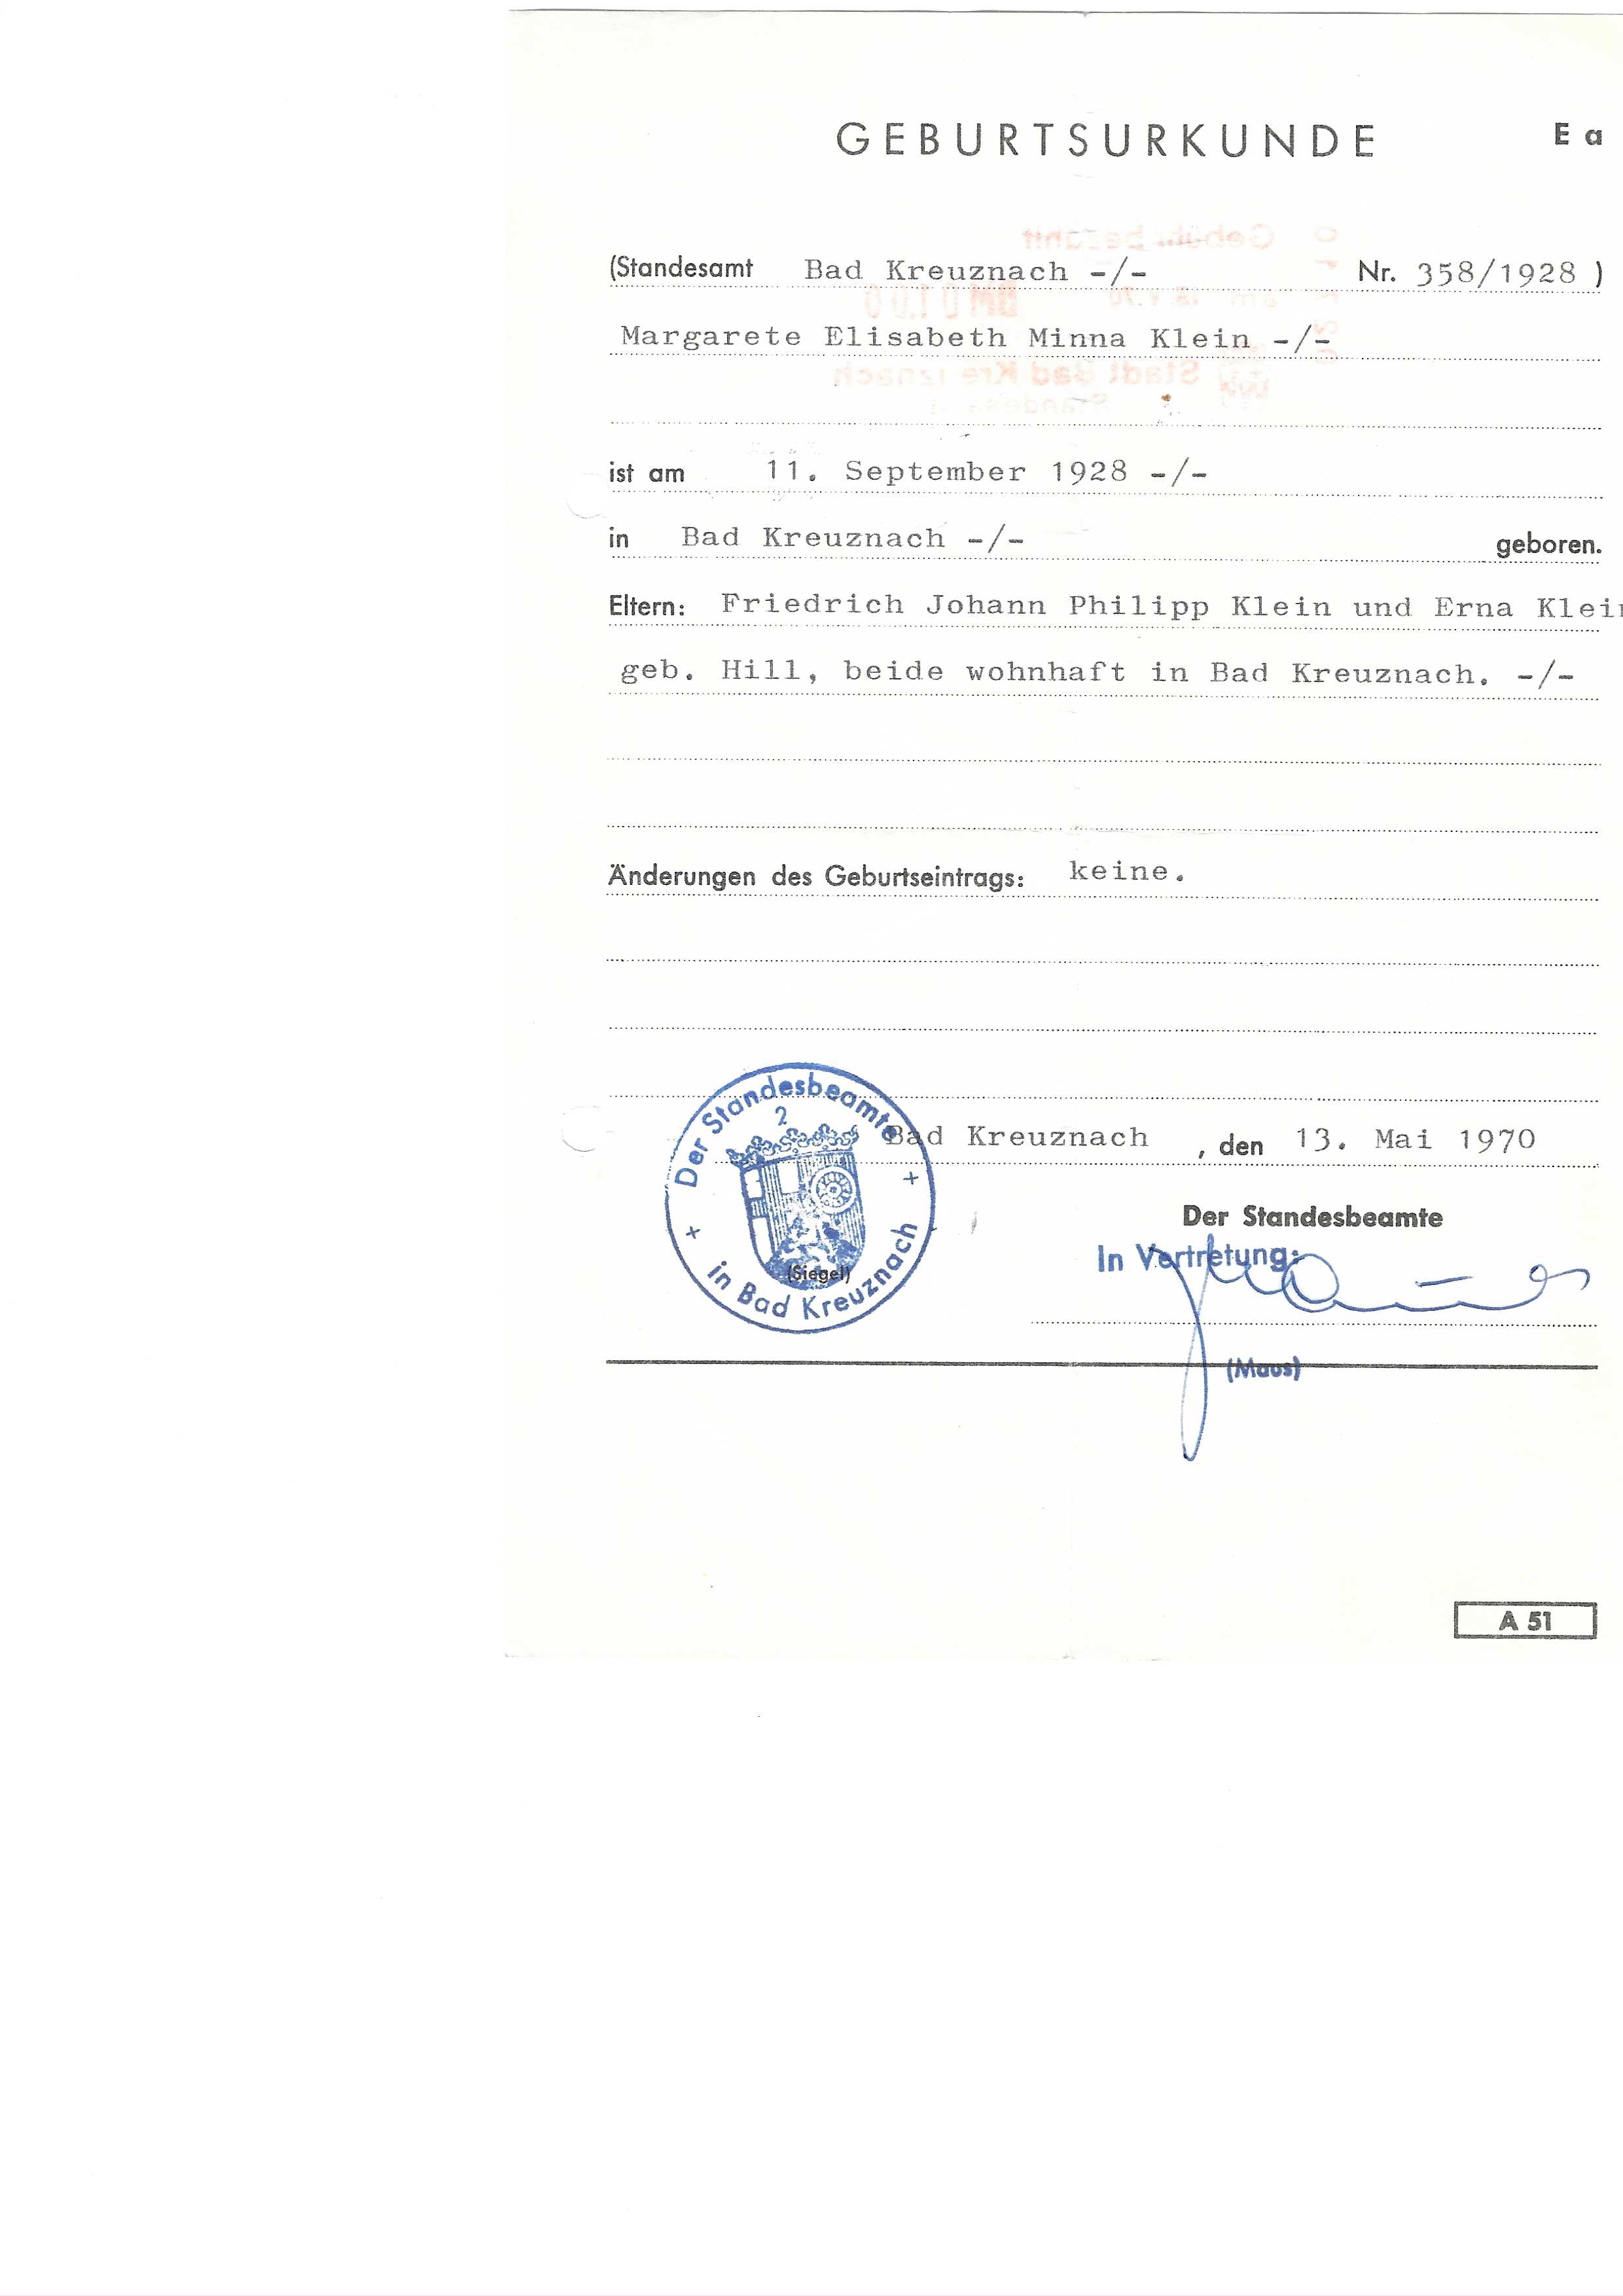 GEBURTSURKUNDE E a
(Standesamt Bad Kreuznach -/- Nr. 358/1928 )
Margarete Elisabeth Minna Klein -/-
ist am 11. September 1928 -/-
in Bad Kreuznach -/- geboren.
Eltern: Friedrich Johann Philipp Klein und Erna Klein
geb. Hill, beide wohnhaft in Bad Kreuznach. -/-
Änderungen des Geburtseintrags: keine.
Der Standesbeamte
2
in Bad Kreuznach
(Siegel)
Bad Kreuznach , den 13. Mai 1970
Der Standesbeamte
In Vertretung:
(Maus)
A 51